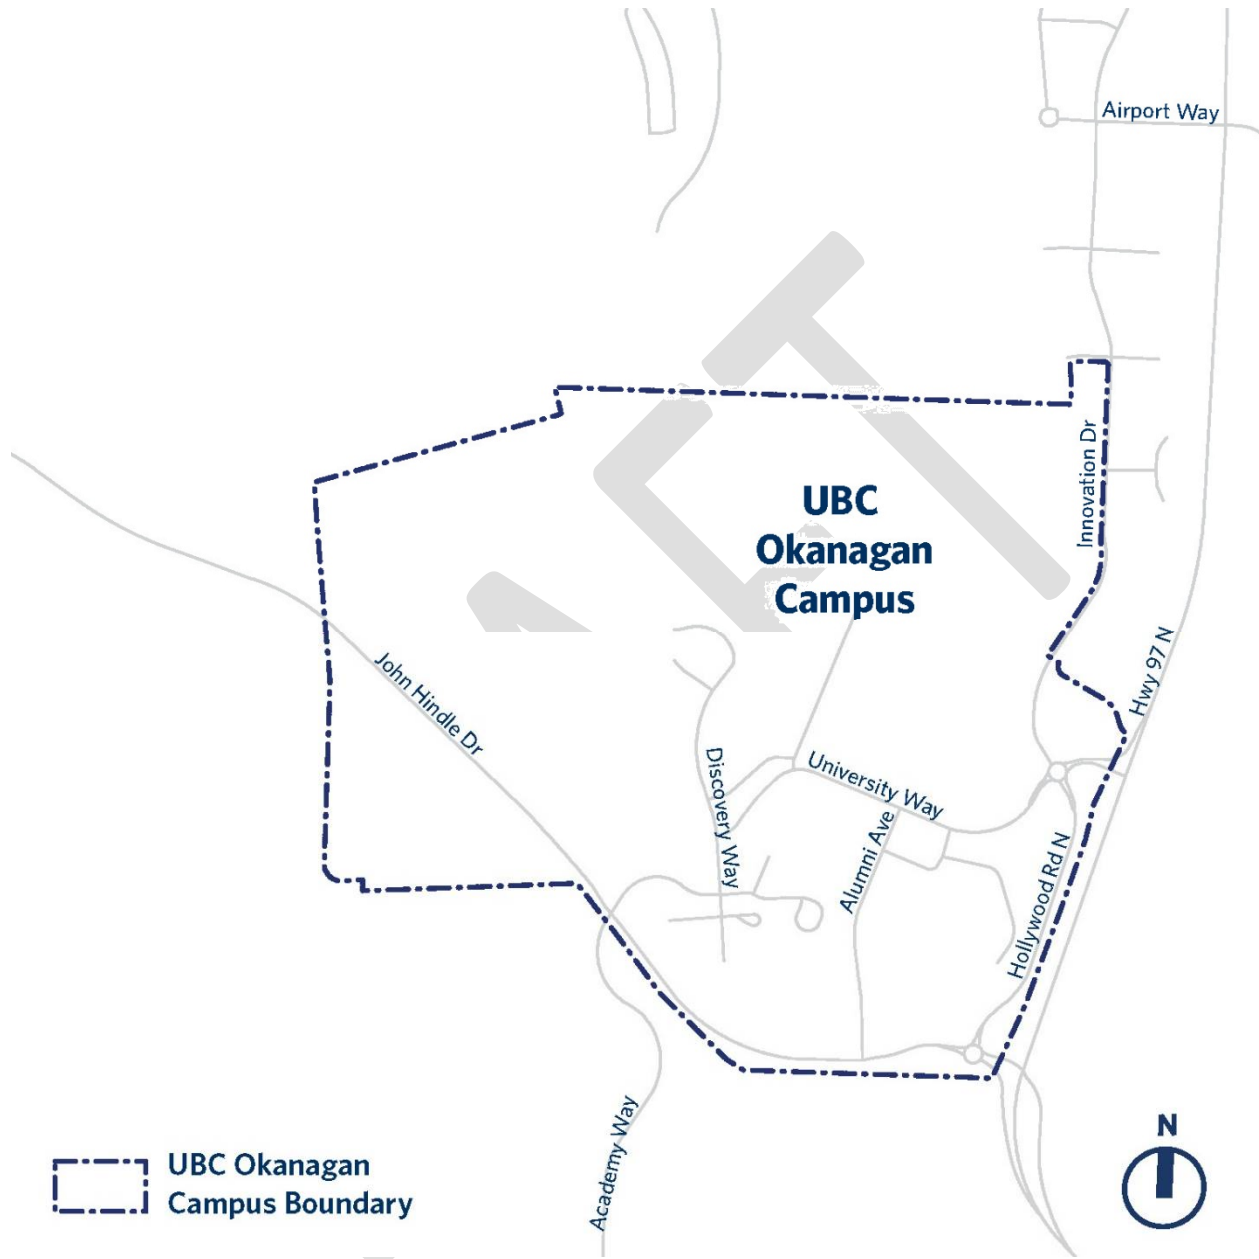 Airport Way
Innovation Dr
UBC
Okanagan
Campus
Hwy 97 N
John Hindle Dr
Discovery Way
University Way
Alumni Ave
Hollywood Rd N
Academy Way
N
UBC Okanagan
Campus Boundary